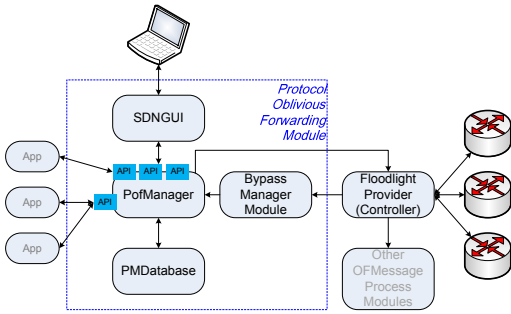 Protocol
Oblivious
Forwarding
Module
SDNGUI
App
API
API
API
Floodlight
Provider
(Controller)
Bypass
Manager
Module
App
API
PofManager
App
PMDatabase
Other
OFMessage
Process
Modules